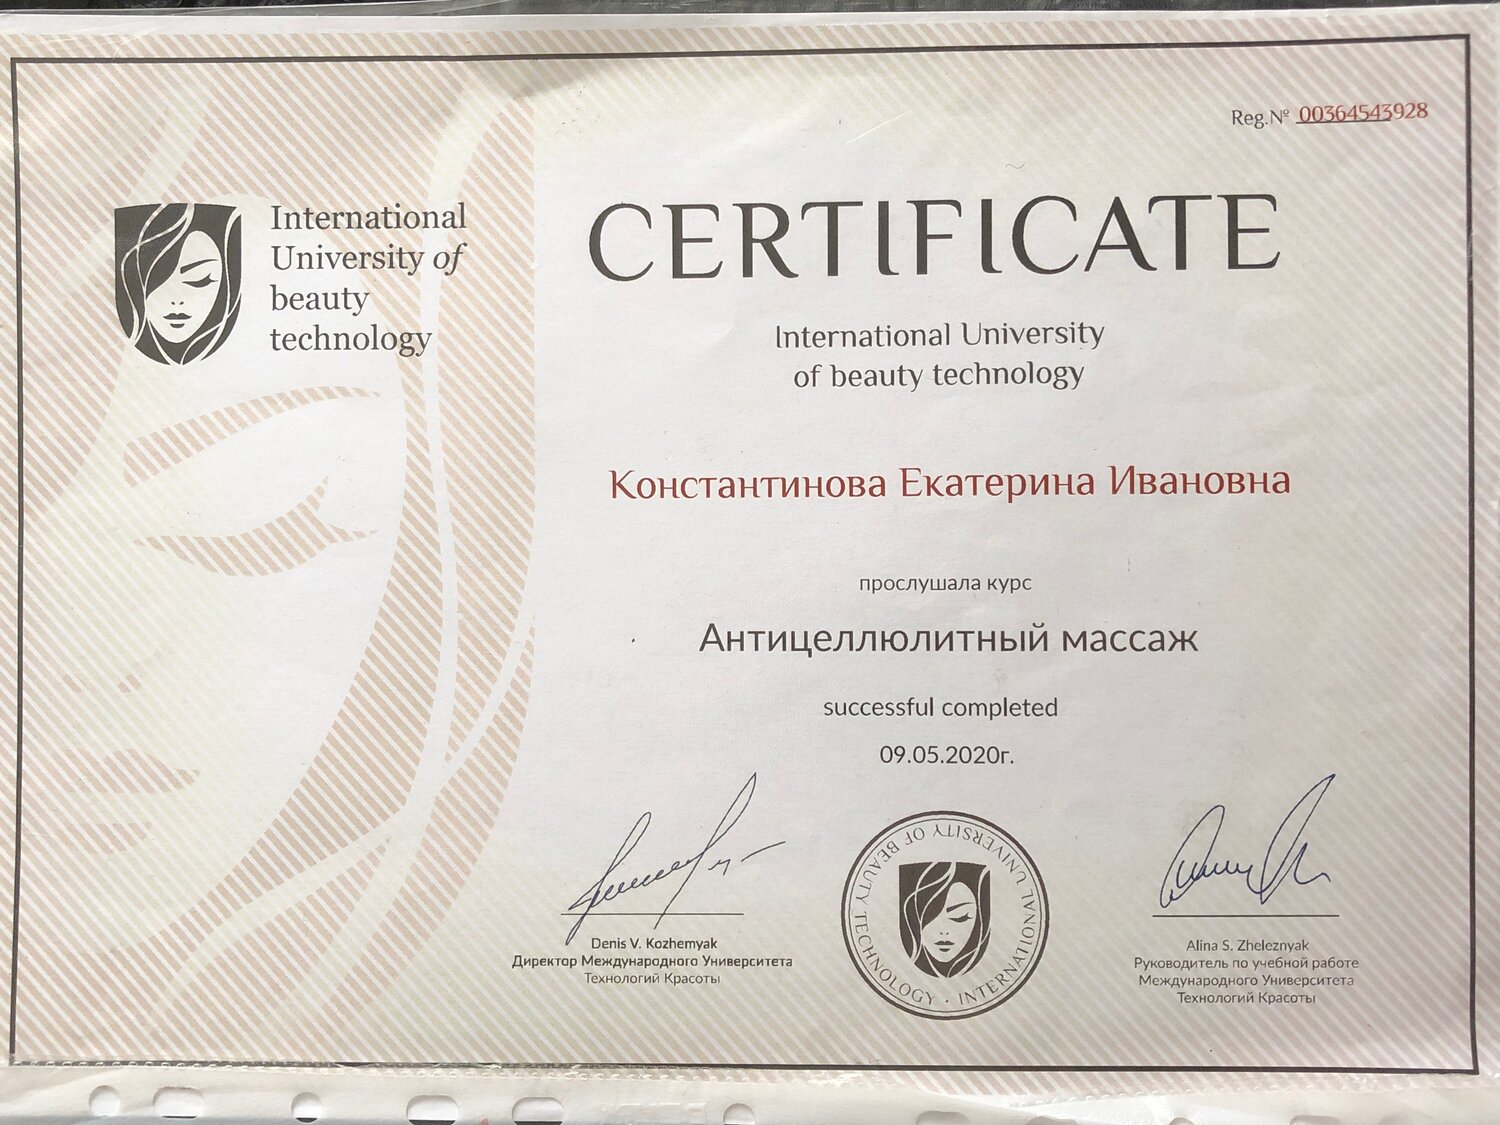 Reg.№ 00364543928
International
University of
beauty
technology
CERTIFICATE
International University
of beauty technology
Константинова Екатерина Ивановна
прослушала курс
Антицеллюлитный массаж
successful completed
09.05.2020г.
Denis V. Kozhemyak
Директор Международного Университета
Технологий Красоты
INTERNATIONAL UNIVERSITY OF BEAUTY TECHNOLOGY ·
Alina S. Zheleznyak
Руководитель по учебной работе
Международного Университета
Технологий Красоты